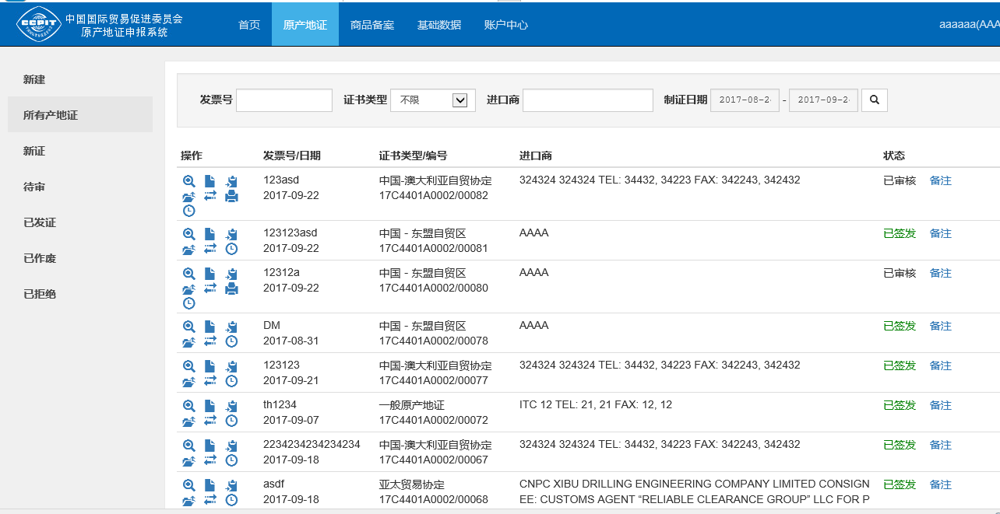 中国国际贸易促进委员会
原产地证申报系统
CCPIT
首页 原产地证 商品备案 基础数据 账户中心
aaaaaa(AAA
新建
所有产地证
新证
待审
已发证
已作废
已拒绝
发票号 证书类型 不限 进口商 制证日期 2017-08-2 - 2017-09-2
操作 发票号/日期 证书类型/编号 进口商 状态
123asd 中国-澳大利亚自贸协定 324324 324324 TEL: 34432, 34223 FAX: 342243, 342432 已审核 备注
2017-09-22 17C4401A0002/00082
123123asd 中国 - 东盟自贸区 AAAA 已签发 备注
2017-09-22 17C4401A0002/00081
12312a 中国 - 东盟自贸区 AAAA 已审核 备注
2017-09-22 17C4401A0002/00080
DM 中国 - 东盟自贸区 AAAA 已签发 备注
2017-08-31 17C4401A0002/00078
123123 中国-澳大利亚自贸协定 324324 324324 TEL: 34432, 34223 FAX: 342243, 342432 已签发 备注
2017-09-21 17C4401A0002/00077
th1234 一般原产地证 ITC 12 TEL: 21, 21 FAX: 12, 12 已签发 备注
2017-09-07 17C4401A0002/00072
2234234234234234 中国-澳大利亚自贸协定 324324 324324 TEL: 34432, 34223 FAX: 342243, 342432 已签发 备注
2017-09-18 17C4401A0002/00067
asdf 亚太贸易协定 CNPC XIBU DRILLING ENGINEERING COMPANY LIMITED CONSIGN 已签发 备注
2017-09-18 17C4401A0002/00068 EE: CUSTOMS AGENT “RELIABLE CLEARANCE GROUP” LLC FOR P